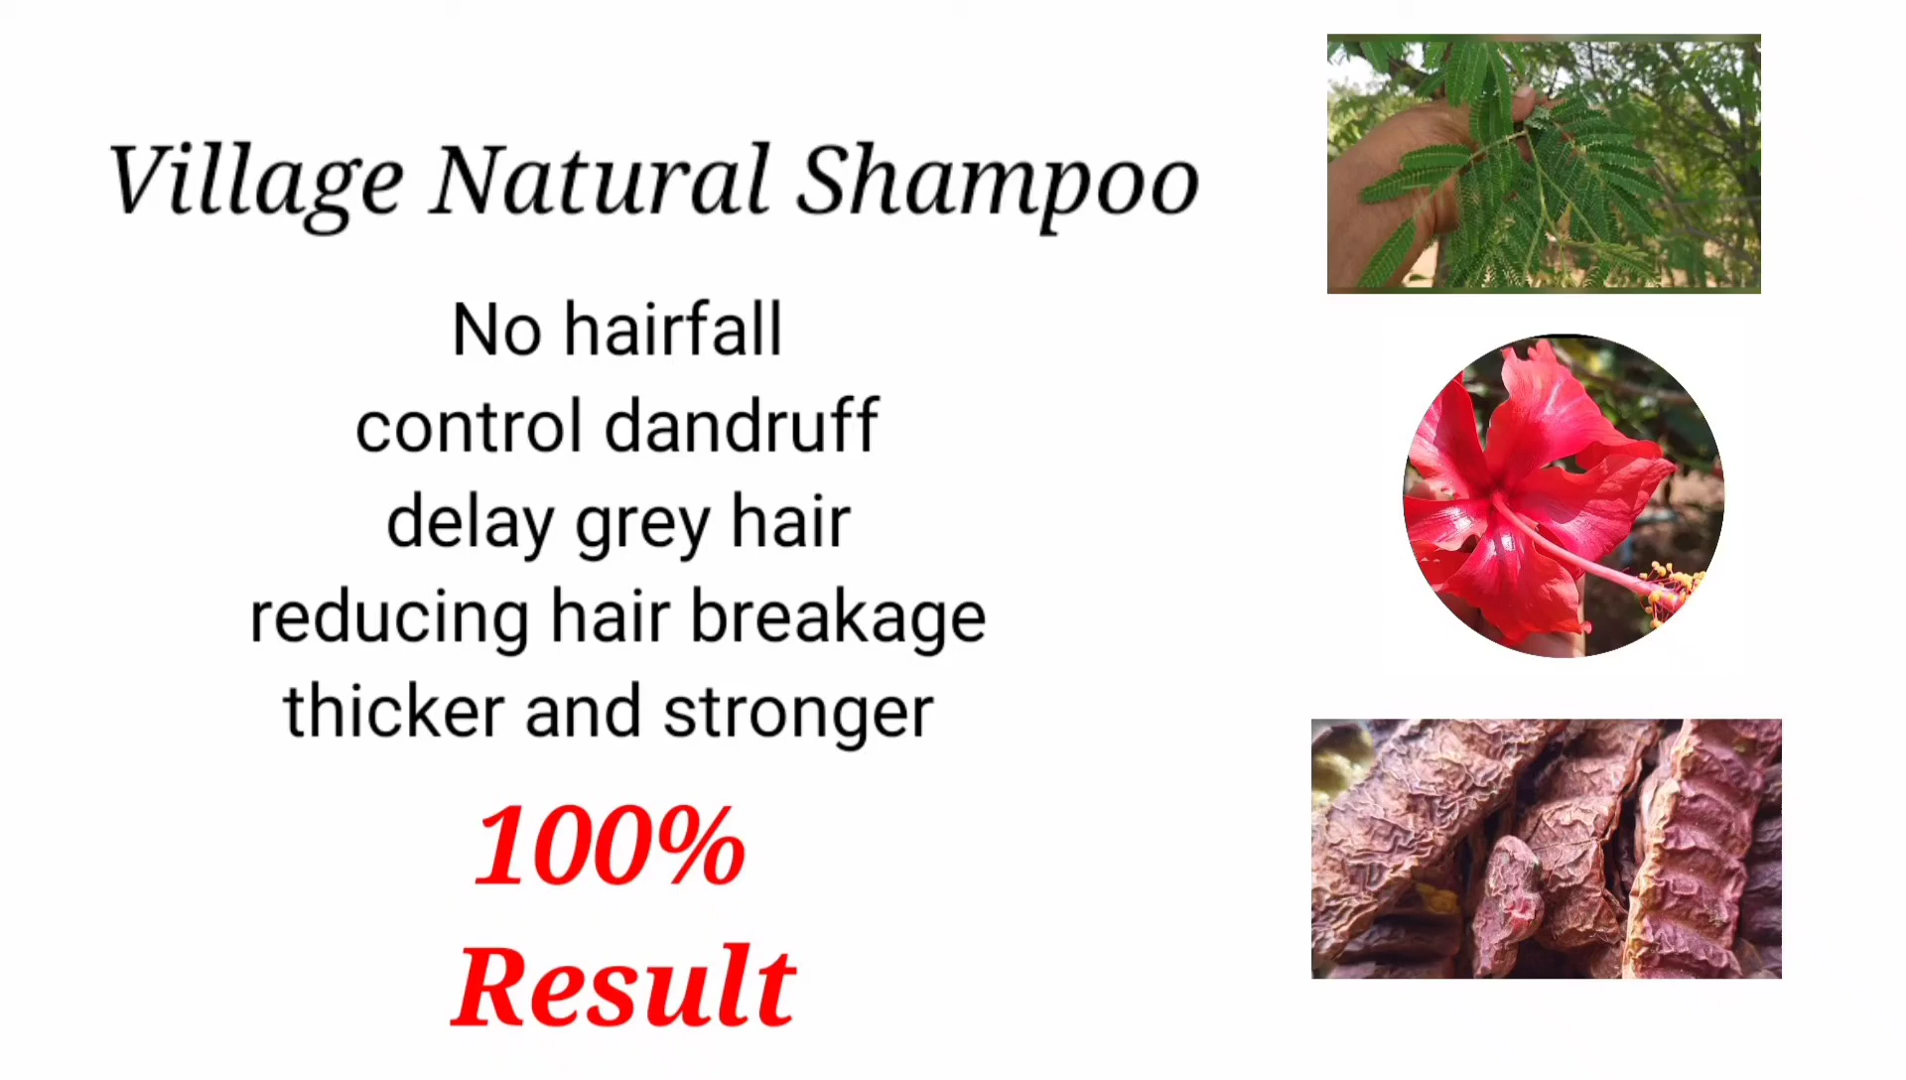 Village Natural Shampoo
No hairfall
control dandruff
delay grey hair
reducing hair breakage
thicker and stronger
100%
Result